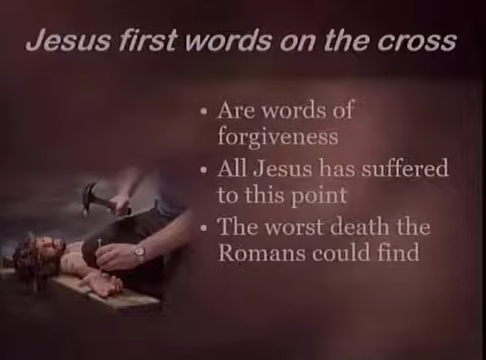 Jesus first words on the cross
• Are words of
forgiveness
• All Jesus has suffered
to this point
• The worst death the
Romans could find